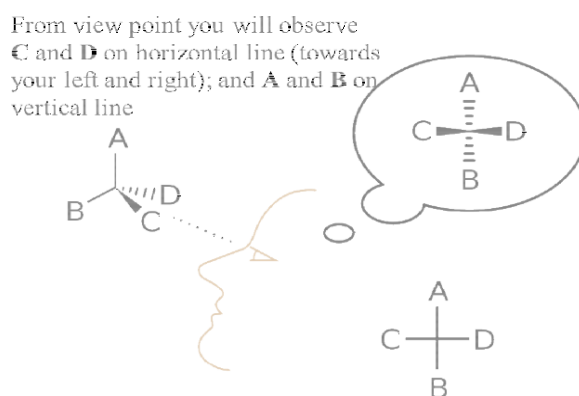 From view point you will observe
C and D on horizontal line (towards
your left and right); and A and B on
vertical line
A
B
D
C
A
C
D
B
A
C
D
B